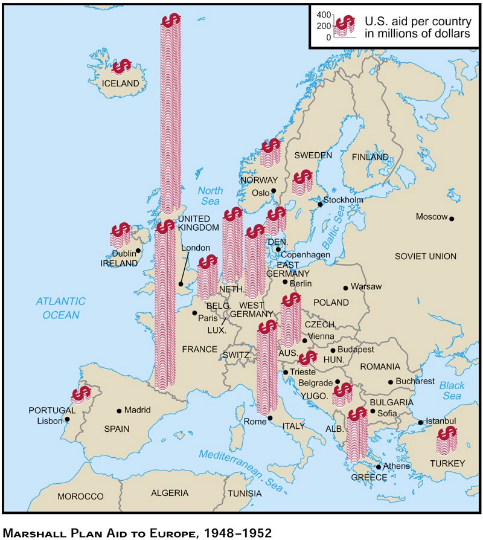 400
200
0
U.S. aid per country
in millions of dollars
$
ICELAND
SWEDEN
FINLAND
NORWAY
Oslo
Stockholm
North
Sea
Baltic Sea
Moscow
UNITED
KINGDOM
London
Dublin
IRELAND
DEN.
Copenhagen
SOVIET UNION
EAST
GERMANY
Berlin
Warsaw
NETH.
POLAND
ATLANTIC
OCEAN
BELG.
WEST
GERMANY
Paris
LUX.
CZECH.
Vienna
FRANCE
SWITZ.
AUS.
Budapest
HUN.
ROMANIA
Trieste
Belgrade
Bucharest
YUGO.
Black
Sea
BULGARIA
Sofia
PORTUGAL
Lisbon
Madrid
SPAIN
Rome
ITALY
ALB.
Istanbul
Mediterranean Sea
Athens
GREECE
TURKEY
MOROCCO
ALGERIA
TUNISIA
MARSHALL PLAN AID TO EUROPE, 1948–1952